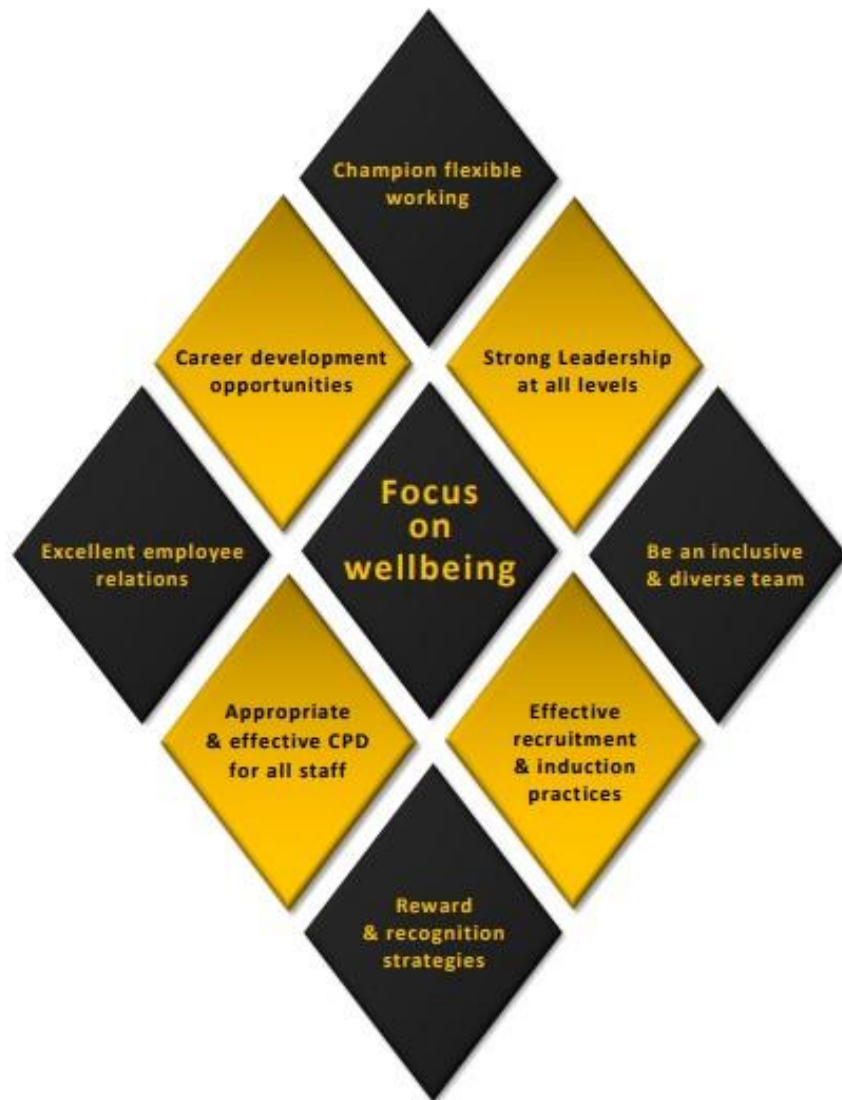 Champion flexible
working
Career development
opportunities
Strong Leadership
at all levels
Excellent employee
relations
Focus
on
wellbeing
Be an inclusive
& diverse team
Appropriate
& effective CPD
for all staff
Effective
recruitment
& induction
practices
Reward
& recognition
strategies